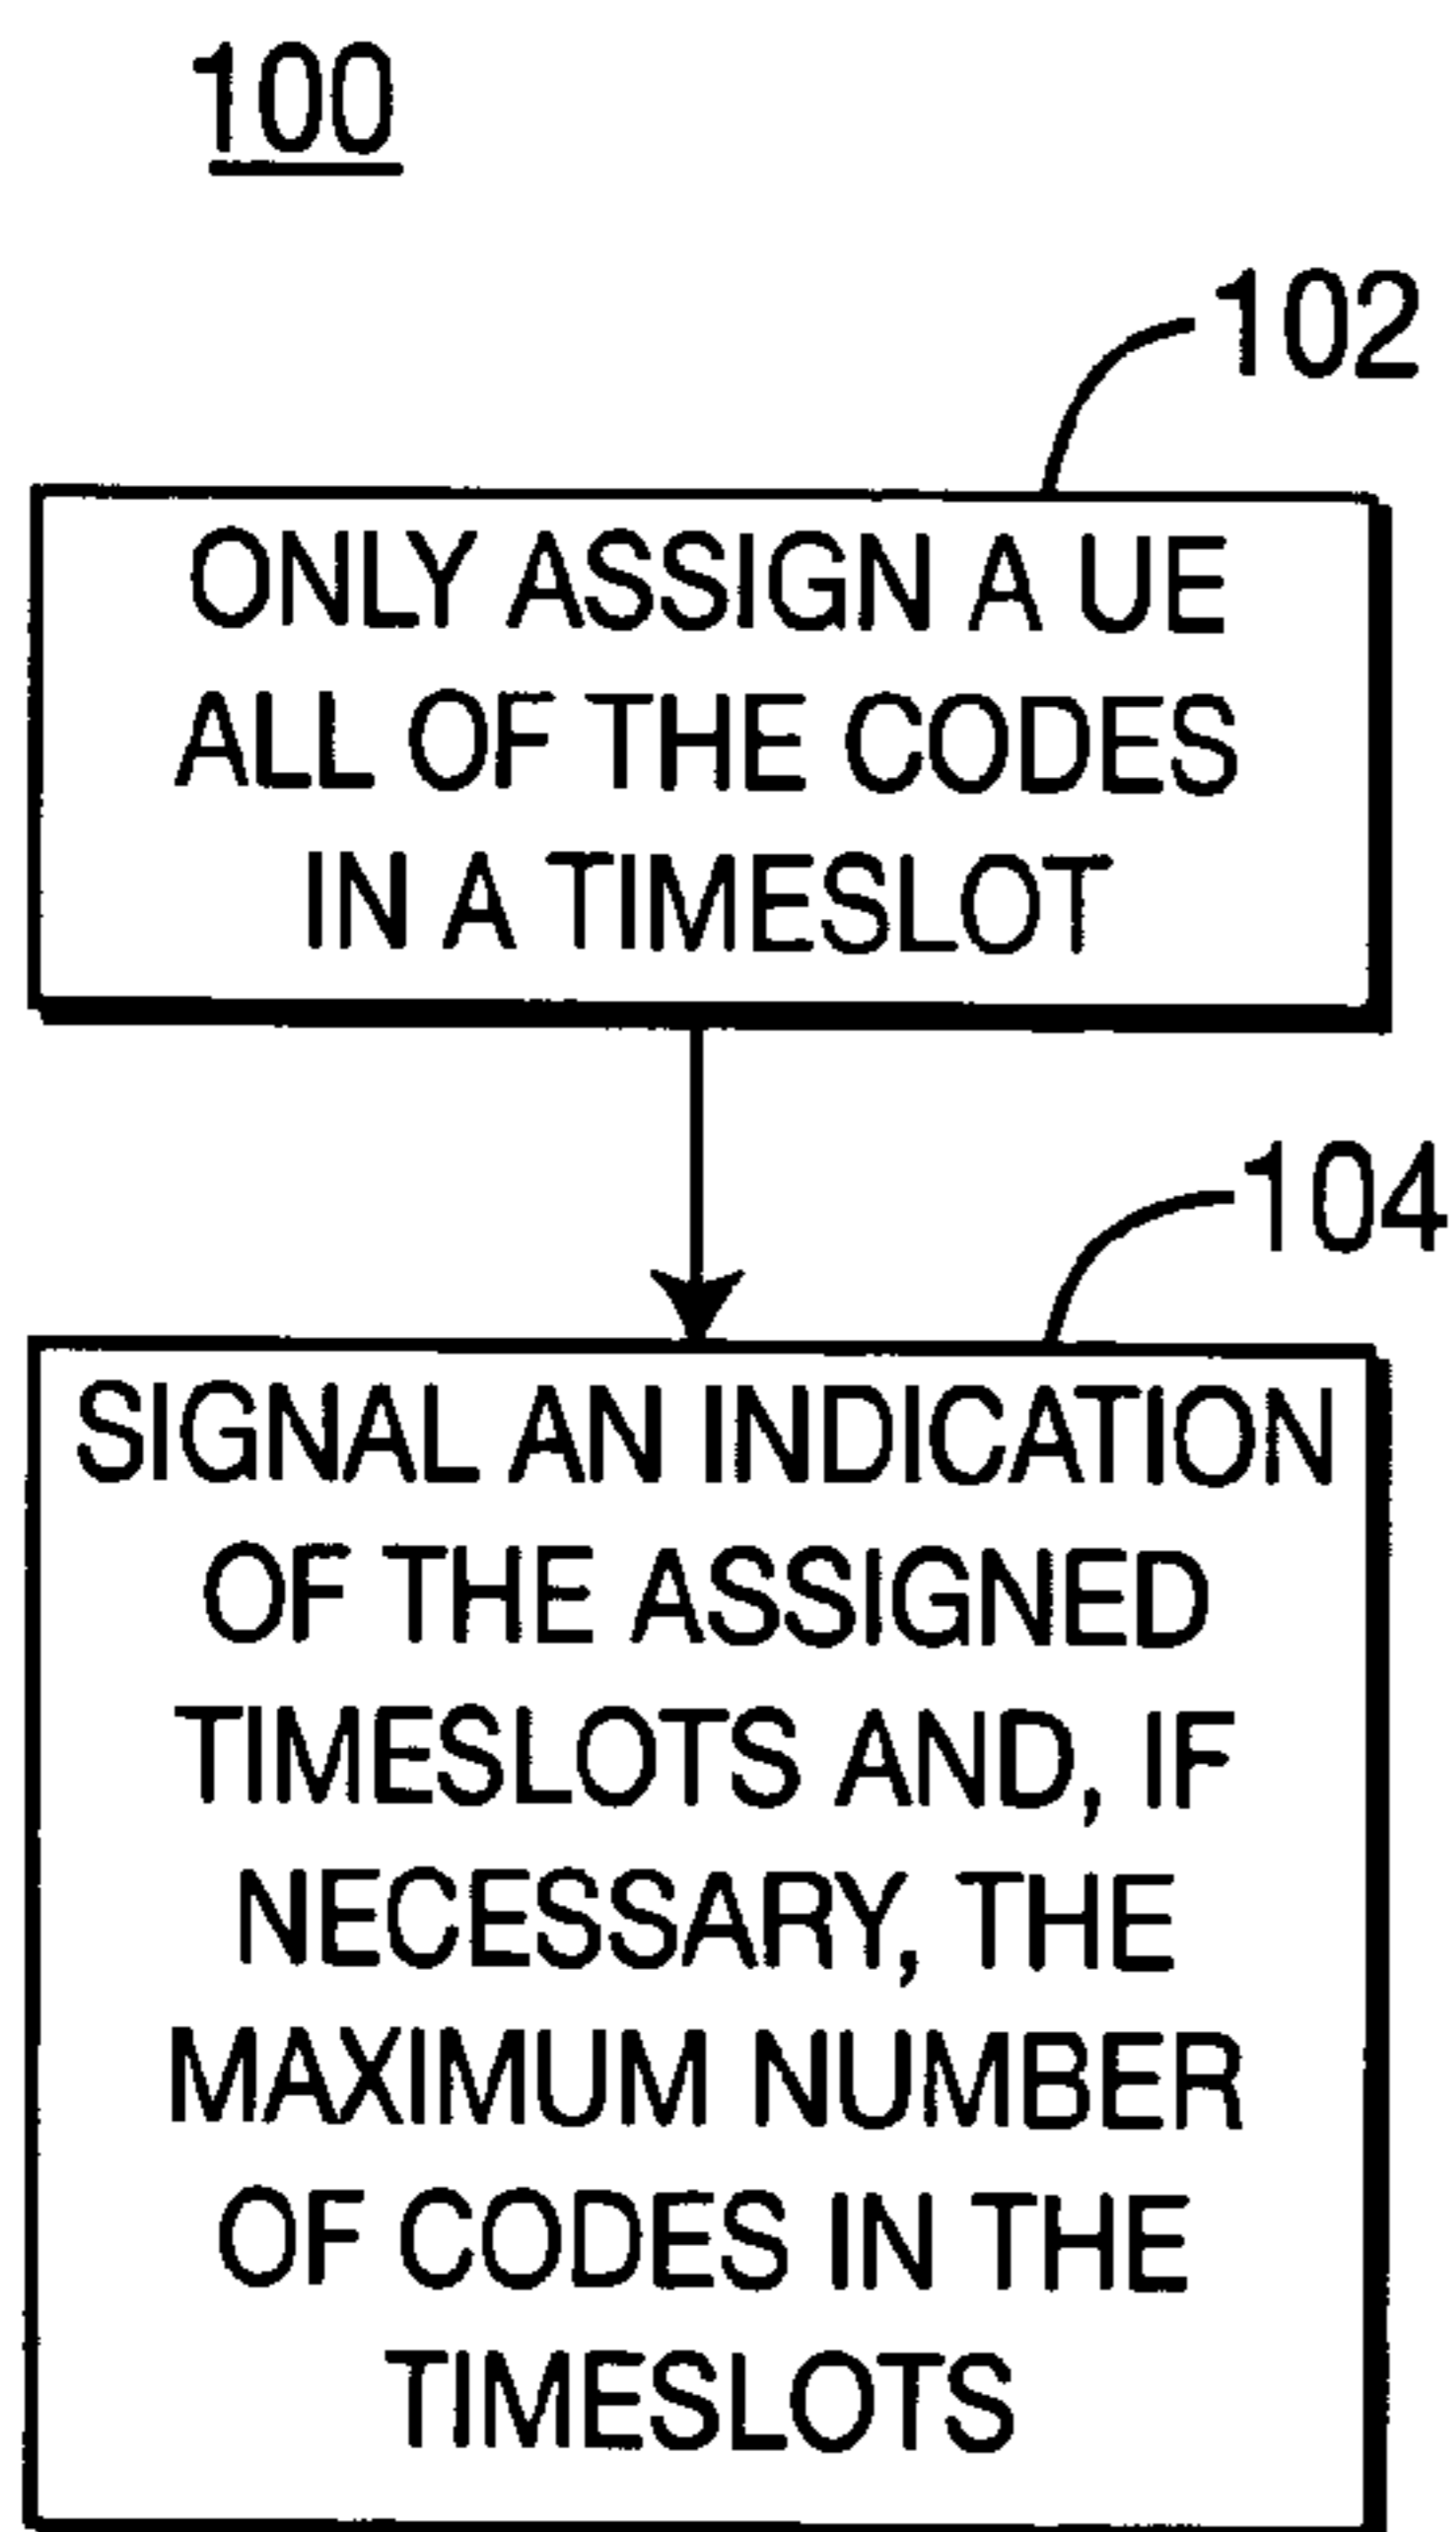 100
102
ONLY ASSIGN A UE
ALL OF THE CODES
IN A TIMESLOT
104
SIGNAL AN INDICATION
OF THE ASSIGNED
TIMESLOTS AND, IF
NECESSARY, THE
MAXIMUM NUMBER
OF CODES IN THE
TIMESLOTS